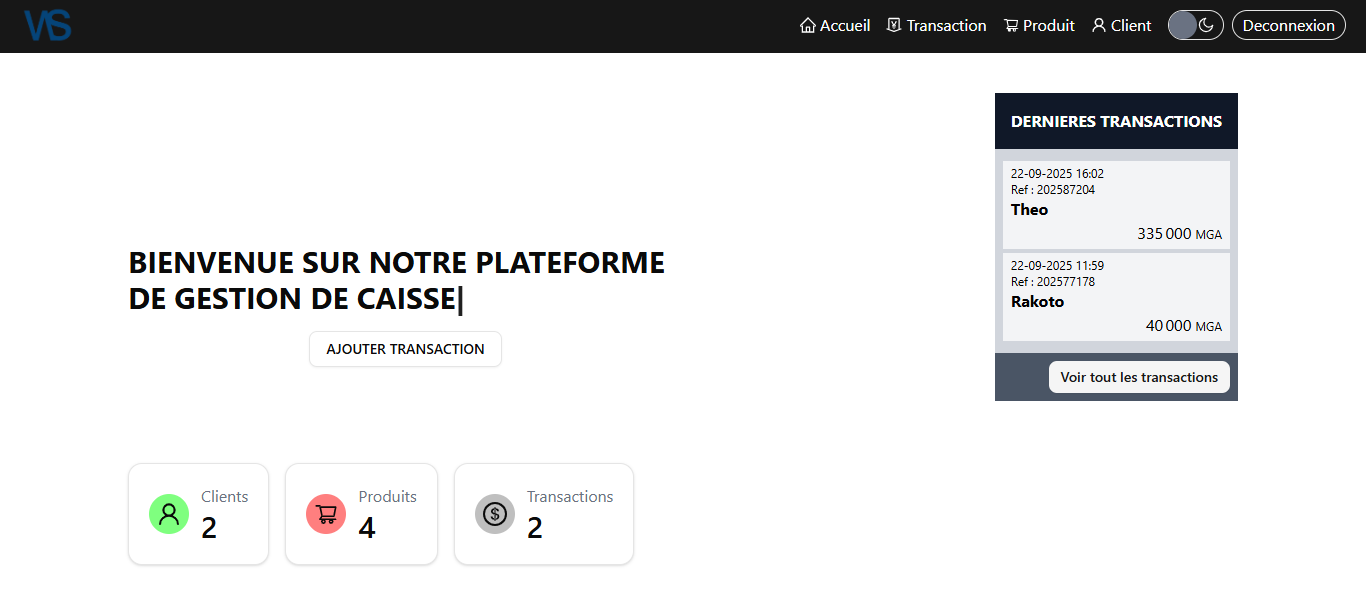 VS
Accueil Transaction Produit Client Deconnexion
BIENVENUE SUR NOTRE PLATEFORME
DE GESTION DE CAISSE|
AJOUTER TRANSACTION
Clients
2
Produits
4
Transactions
2
DERNIERES TRANSACTIONS
22-09-2025 16:02
Ref : 202587204
Theo
335 000 MGA
22-09-2025 11:59
Ref : 202577178
Rakoto
40 000 MGA
Voir tout les transactions